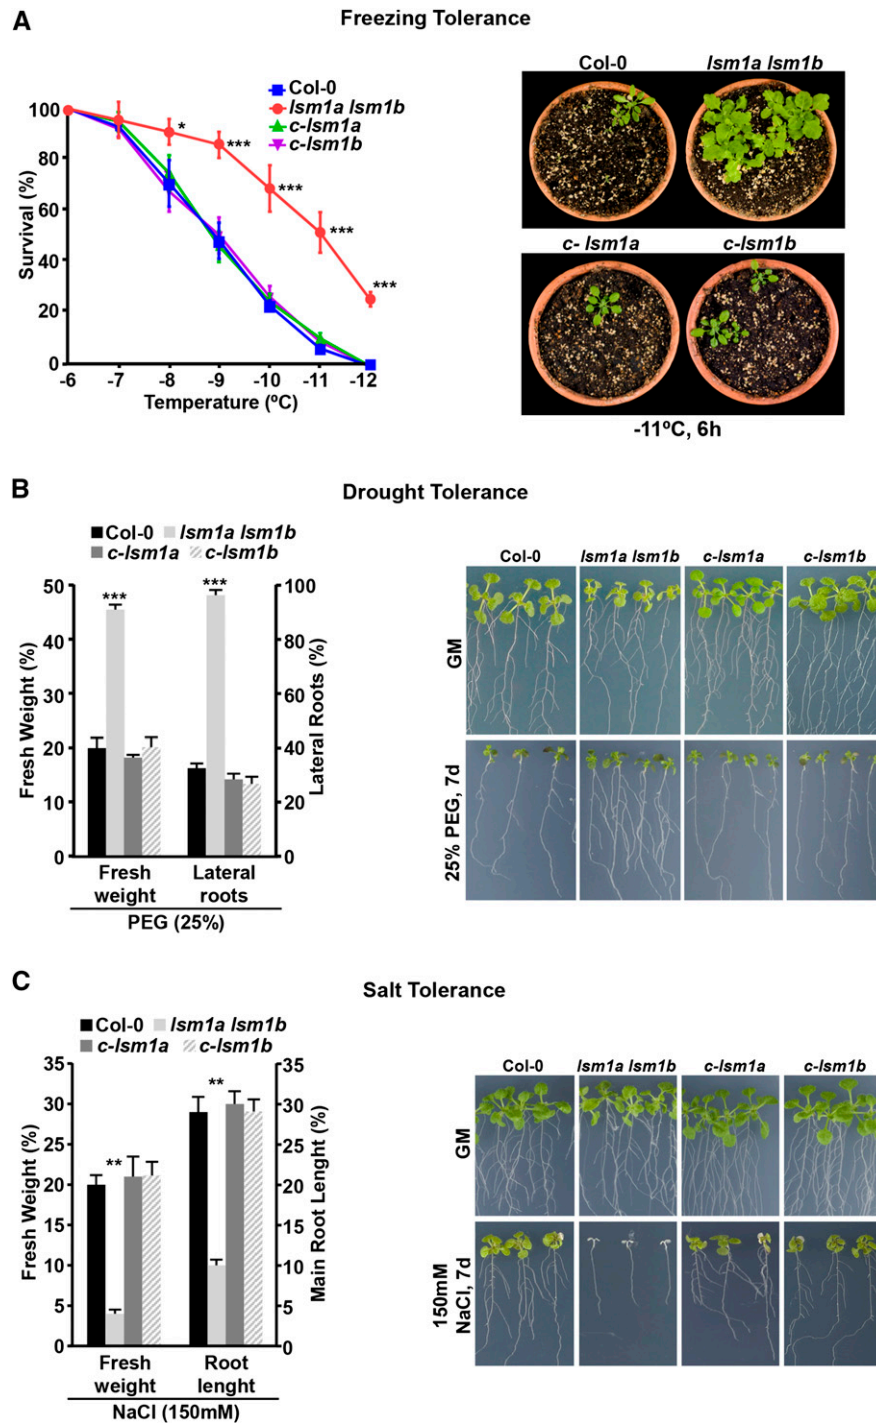 A
Freezing Tolerance
Col-0
lsm1a lsm1b
c-lsm1a
c-lsm1b
Survival (%)
100
80
60
40
20
0
-6 -7 -8 -9 -10 -11 -12
Temperature (ºC)
* *** *** *** ***
Col-0 lsm1a lsm1b
c- lsm1a c-lsm1b
-11ºC, 6h
B
Drought Tolerance
Col-0 lsm1a lsm1b
c-lsm1a c-lsm1b
Fresh Weight (%)
50
40
30
20
10
0
*** ***
100
80
60
40
20
0
Lateral Roots (%)
Fresh weight
Lateral roots
PEG (25%)
Col-0 lsm1a lsm1b c-lsm1a c-lsm1b
GM
25% PEG, 7d
C
Salt Tolerance
Col-0 lsm1a lsm1b
c-lsm1a c-lsm1b
Fresh Weight (%)
35
30
25
20
15
10
5
0
** **
35
30
25
20
15
10
5
0
Main Root Lenght (%)
Fresh weight
Root lenght
NaCl (150mM)
Col-0 lsm1a lsm1b c-lsm1a c-lsm1b
GM
150mM
NaCl, 7d